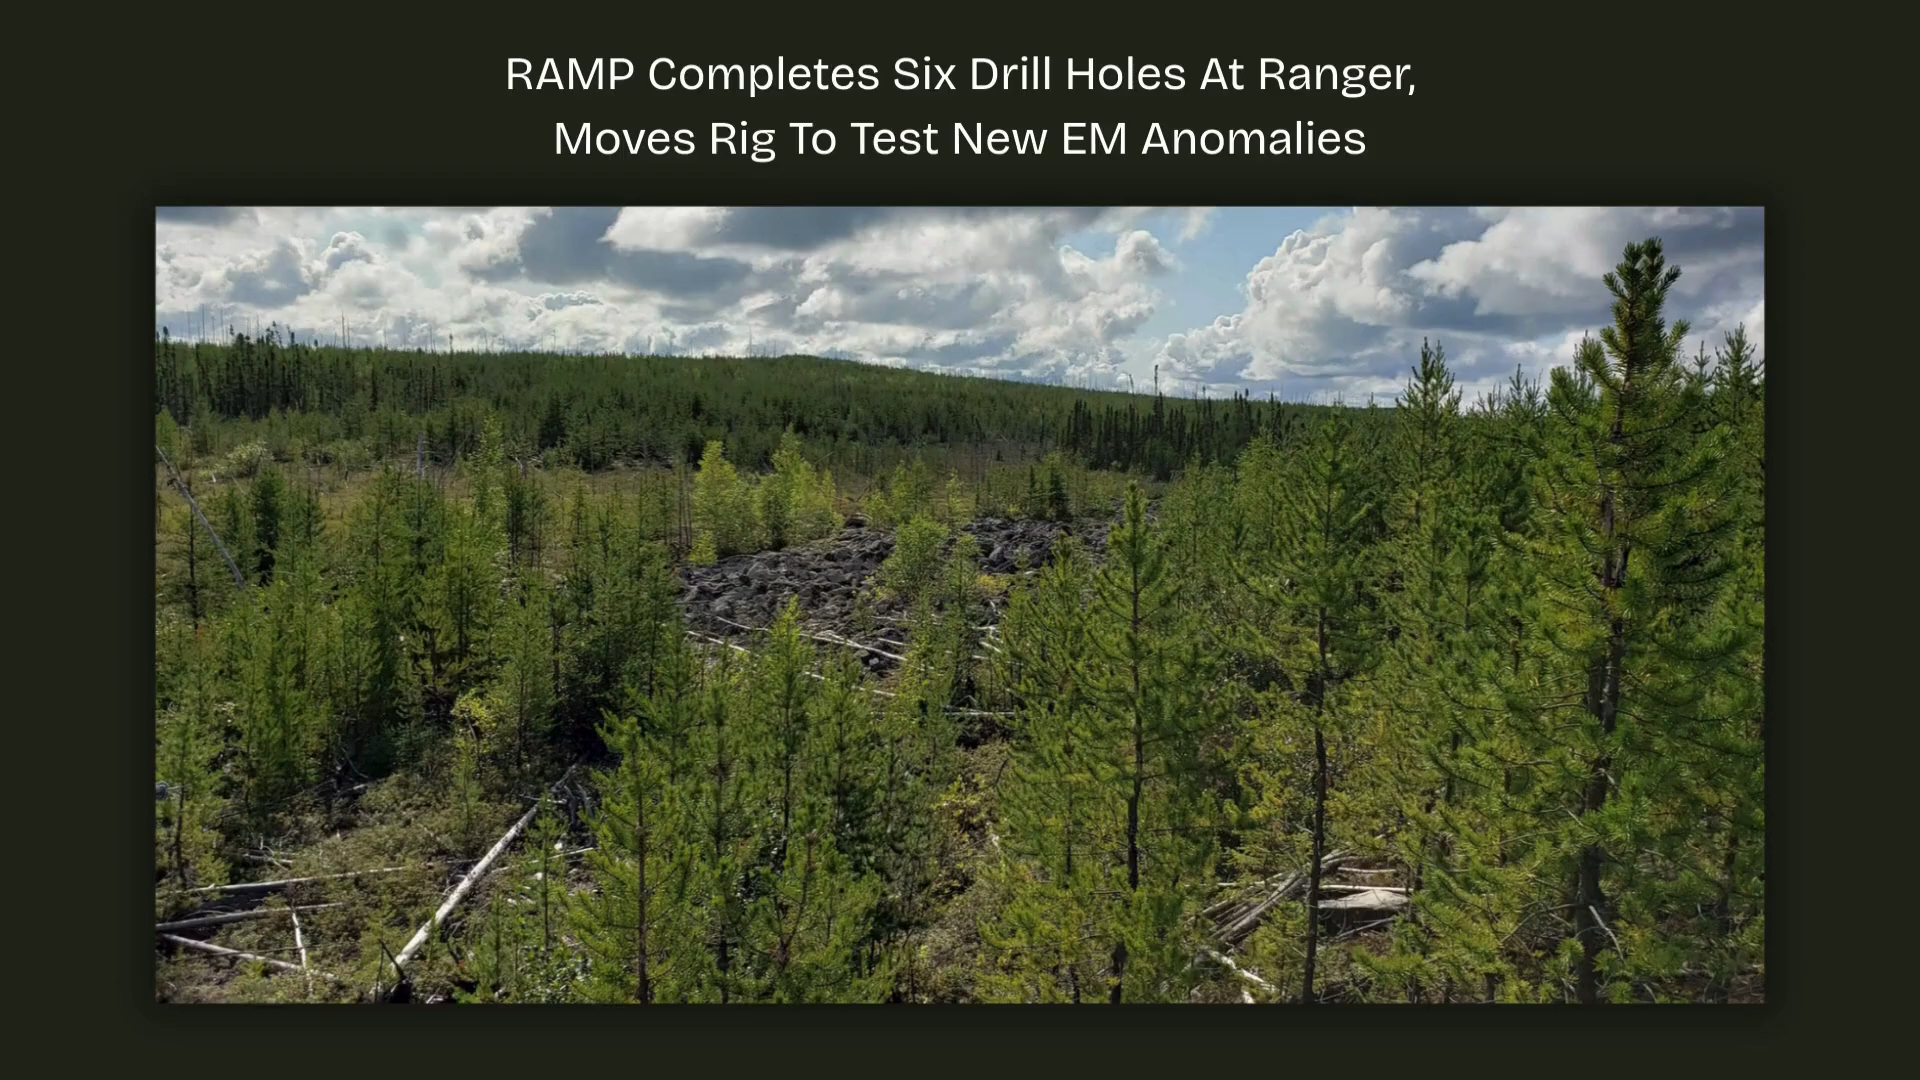 RAMP Completes Six Drill Holes At Ranger,
Moves Rig To Test New EM Anomalies